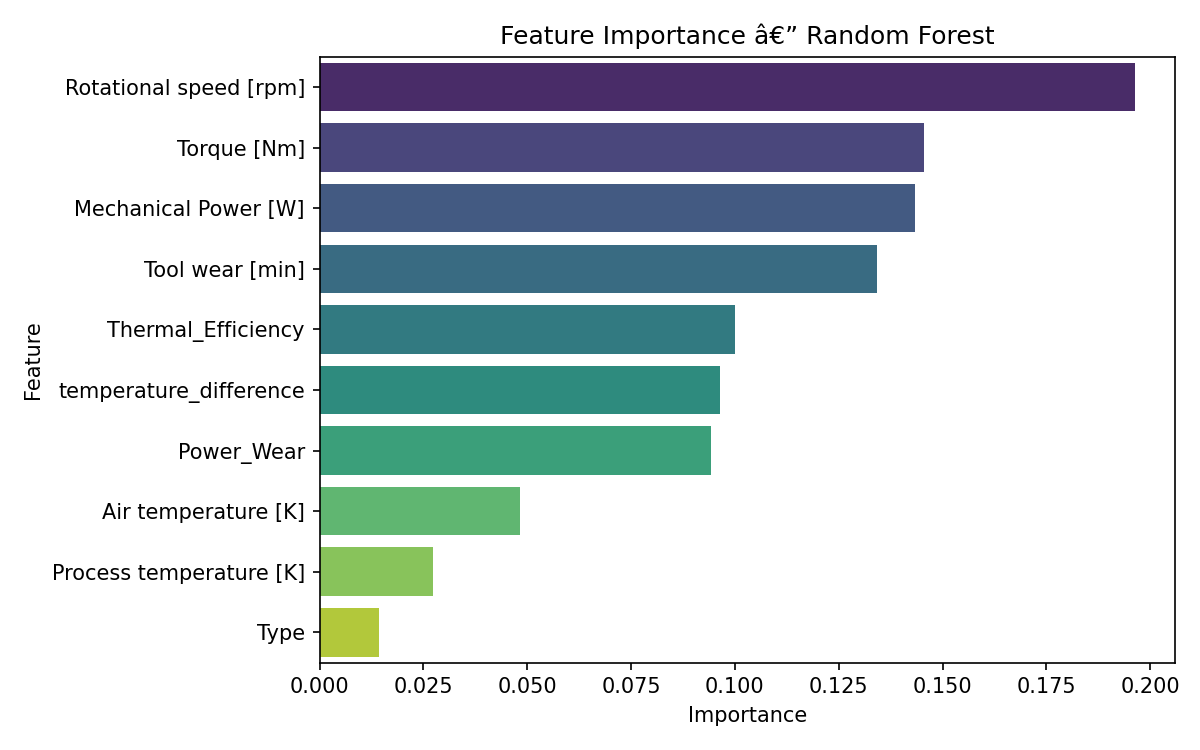 Feature Importance â€” Random Forest
Rotational speed [rpm]
Torque [Nm]
Mechanical Power [W]
Tool wear [min]
Thermal_Efficiency
temperature_difference
Power_Wear
Air temperature [K]
Process temperature [K]
Type
Feature
0.000 0.025 0.050 0.075 0.100 0.125 0.150 0.175 0.200
Importance